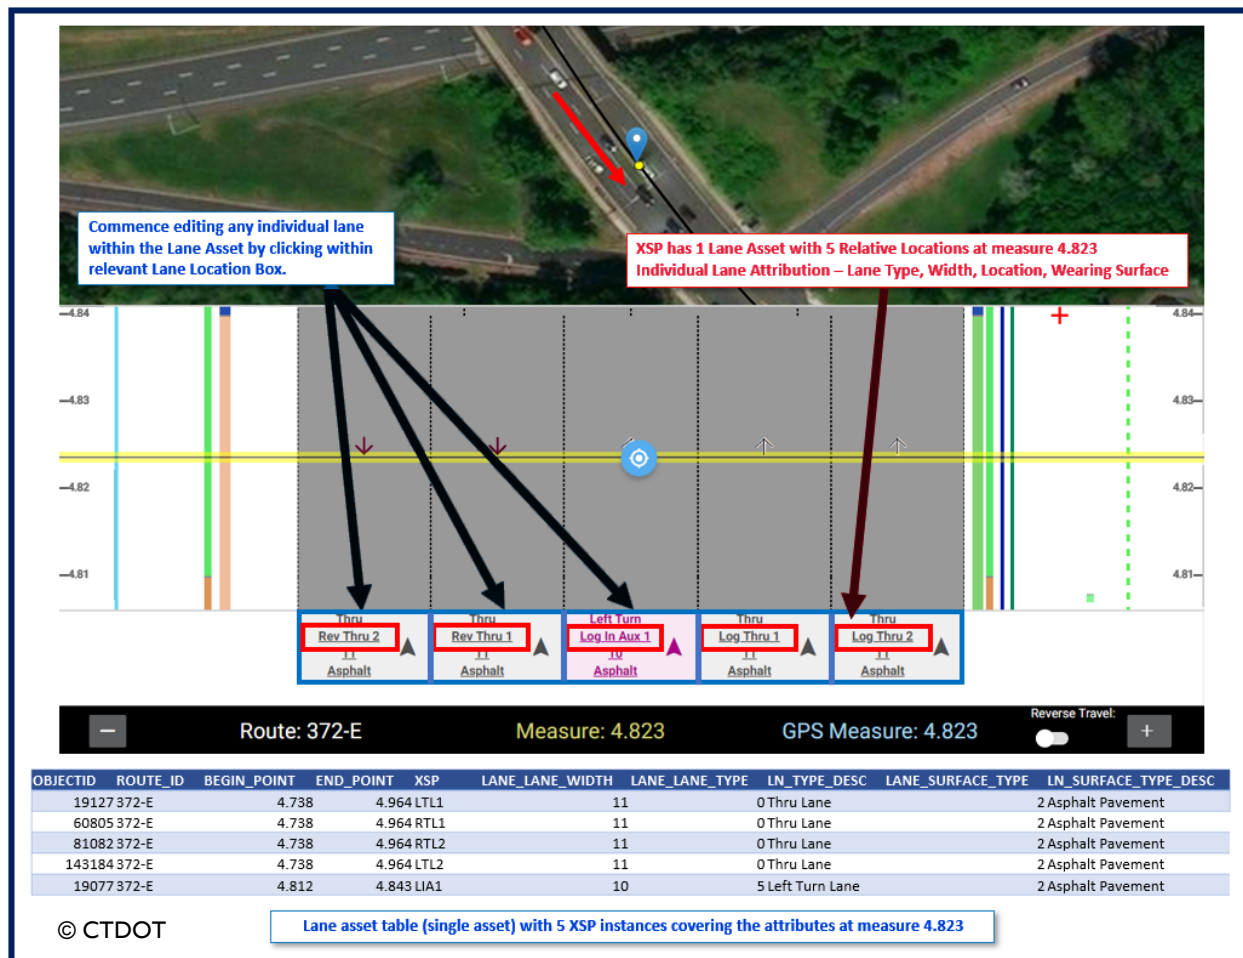 Commence editing any individual lane
within the Lane Asset by clicking within
relevant Lane Location Box.
XSP has 1 Lane Asset with 5 Relative Locations at measure 4.823
Individual Lane Attribution – Lane Type, Width, Location, Wearing Surface
4.84 4.84
4.83 4.83
4.82 4.82
4.81 4.81
Thru Thru Left Turn Thru Thru
Rev Thru 2 Rev Thru 1 Log In Aux 1 Log Thru 1 Log Thru 2
11 11 10 11 11
Asphalt Asphalt Asphalt Asphalt Asphalt
Reverse Travel:
− Route: 372-E Measure: 4.823 GPS Measure: 4.823 +
OBJECTID ROUTE_ID BEGIN_POINT END_POINT XSP LANE_LANE_WIDTH LANE_LANE_TYPE LN_TYPE_DESC LANE_SURFACE_TYPE LN_SURFACE_TYPE_DESC
19127 372-E 4.738 4.964 LTL1 11 0 Thru Lane 2 Asphalt Pavement
60805 372-E 4.738 4.964 RTL1 11 0 Thru Lane 2 Asphalt Pavement
81082 372-E 4.738 4.964 RTL2 11 0 Thru Lane 2 Asphalt Pavement
143184 372-E 4.738 4.964 LTL2 11 0 Thru Lane 2 Asphalt Pavement
19077 372-E 4.812 4.843 LIA1 10 5 Left Turn Lane 2 Asphalt Pavement
© CTDOT
Lane asset table (single asset) with 5 XSP instances covering the attributes at measure 4.823